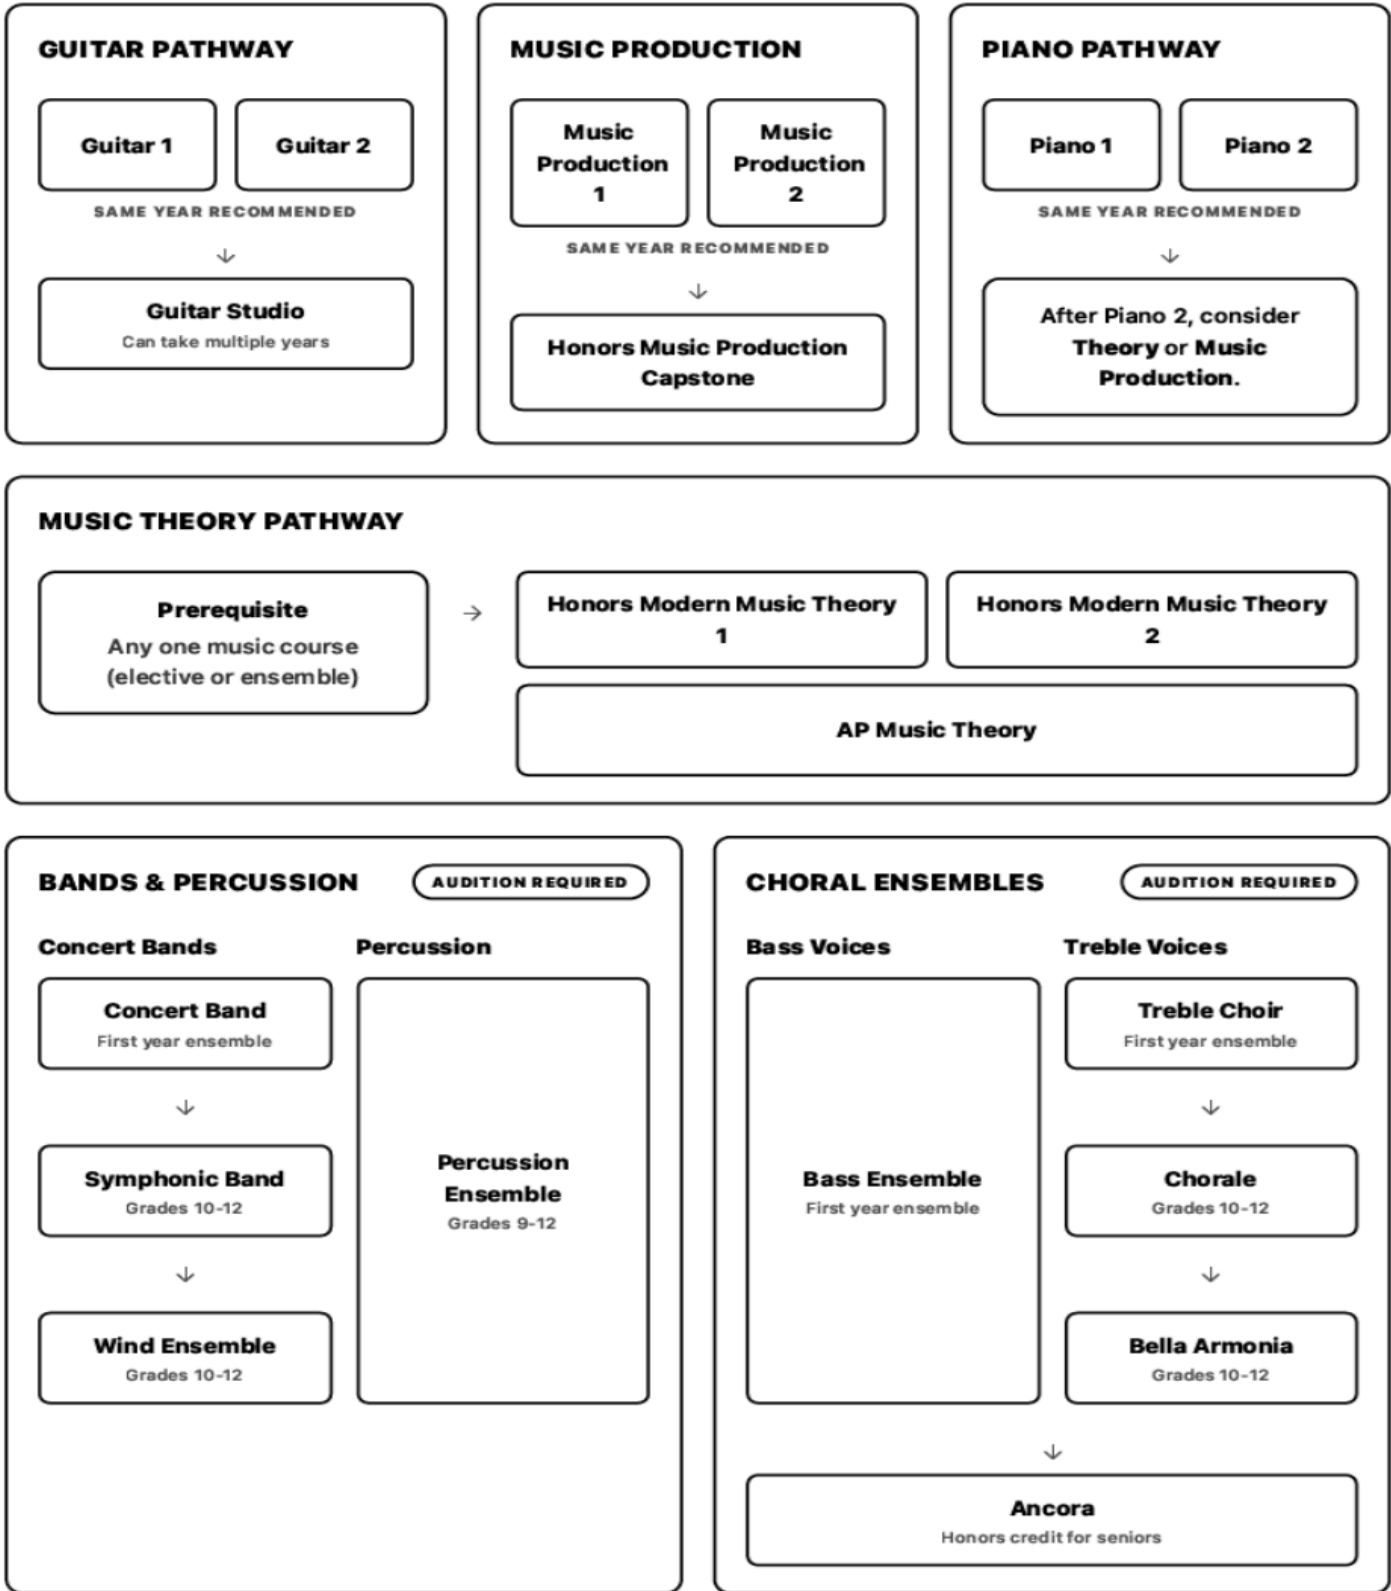 GUITAR PATHWAY
Guitar 1
Guitar 2
SAME YEAR RECOMMENDED
↓
Guitar Studio
Can take multiple years
MUSIC PRODUCTION
Music
Production
1
Music
Production
2
SAME YEAR RECOMMENDED
↓
Honors Music Production
Capstone
PIANO PATHWAY
Piano 1
Piano 2
SAME YEAR RECOMMENDED
↓
After Piano 2, consider
Theory or Music
Production.
MUSIC THEORY PATHWAY
Prerequisite
Any one music course
(elective or ensemble)
→
Honors Modern Music Theory
1
Honors Modern Music Theory
2
AP Music Theory
BANDS & PERCUSSION
AUDITION REQUIRED
Concert Bands
Concert Band
First year ensemble
↓
Symphonic Band
Grades 10-12
↓
Wind Ensemble
Grades 10-12
Percussion
Percussion
Ensemble
Grades 9-12
CHORAL ENSEMBLES
AUDITION REQUIRED
Bass Voices
Bass Ensemble
First year ensemble
Treble Voices
Treble Choir
First year ensemble
↓
Chorale
Grades 10-12
↓
Bella Armonia
Grades 10-12
↓
Ancora
Honors credit for seniors